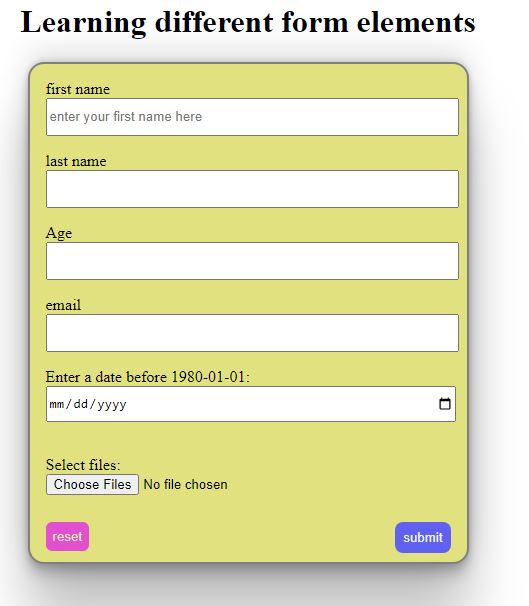 Learning different form elements
first name
enter your first name here
last name
Age
email
Enter a date before 1980-01-01:
mm/dd/yyyy
Select files:
Choose Files No file chosen
reset submit